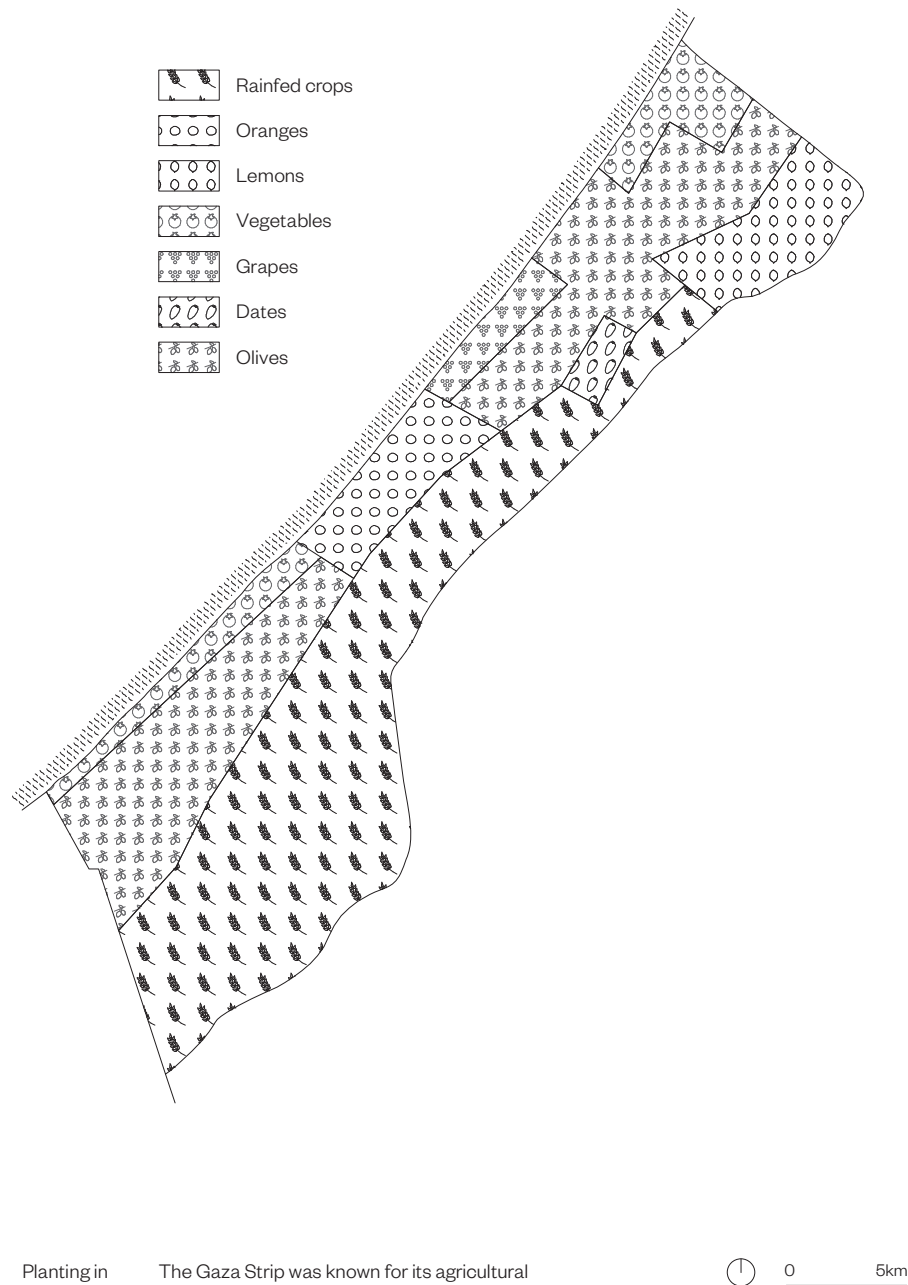 Rainfed crops
Oranges
Lemons
Vegetables
Grapes
Dates
Olives
Planting in
The Gaza Strip was known for its agricultural
0 5km